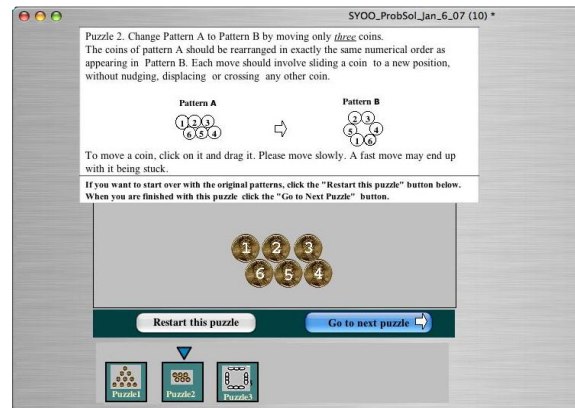 SYOO_ProbSol_Jan_6_07 (10) *
Puzzle 2. Change Pattern A to Pattern B by moving only three coins.
The coins of pattern A should be rearranged in exactly the same numerical order as
appearing in Pattern B. Each move should involve sliding a coin to a new position,
without nudging, displacing or crossing any other coin.
Pattern A
Pattern B
1 2 3
6 5 4
2 3
5 4
1 6
To move a coin, click on it and drag it. Please move slowly. A fast move may end up
with it being stuck.
If you want to start over with the original patterns, click the "Restart this puzzle" button below.
When you are finished with this puzzle click the "Go to Next Puzzle" button.
1 2 3
6 5 4
Restart this puzzle
Go to next puzzle
Puzzle1
Puzzle2
Puzzle3